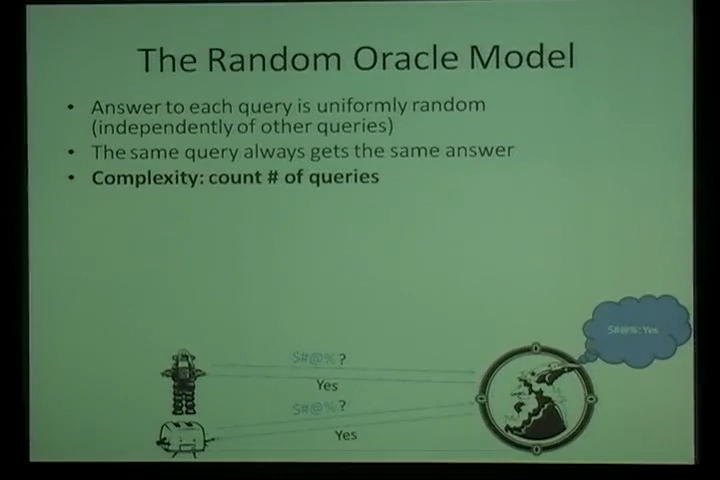 The Random Oracle Model
• Answer to each query is uniformly random
(independently of other queries)
• The same query always gets the same answer
• Complexity: count # of queries
S#@%: Yes
S#@%?
Yes
S#@%?
Yes